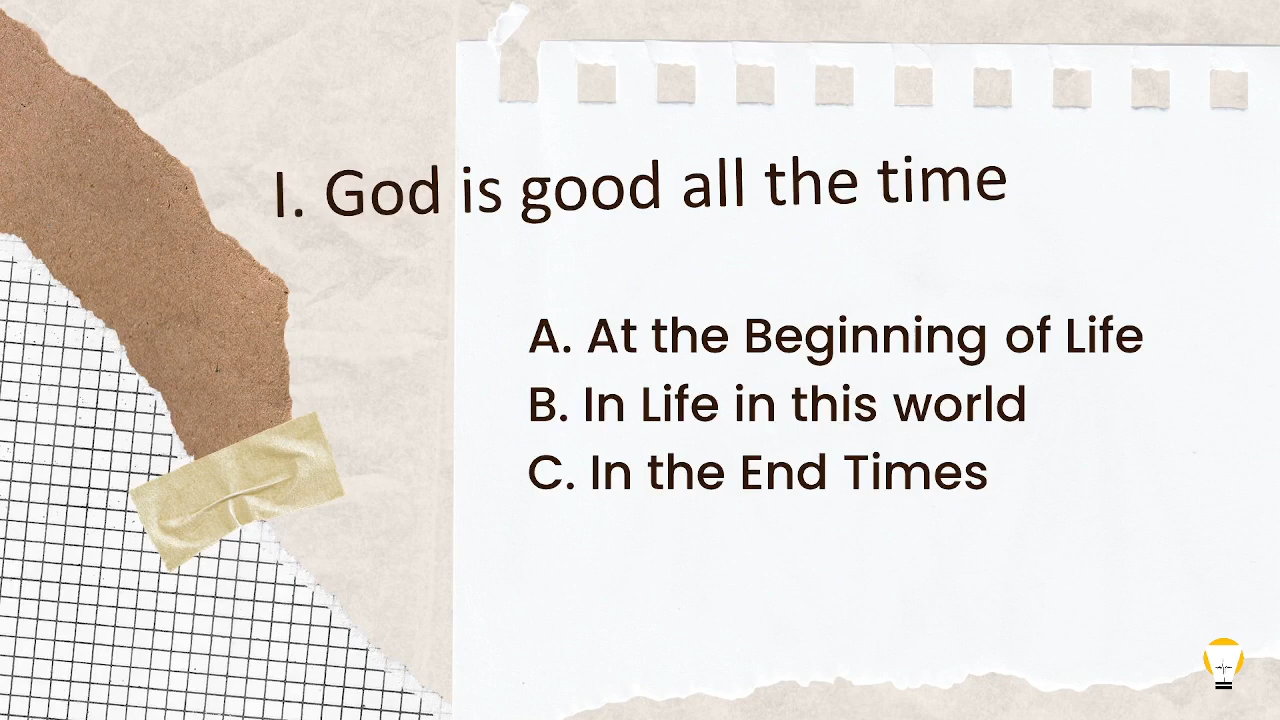 I. God is good all the time
A. At the Beginning of Life
B. In Life in this world
C. In the End Times